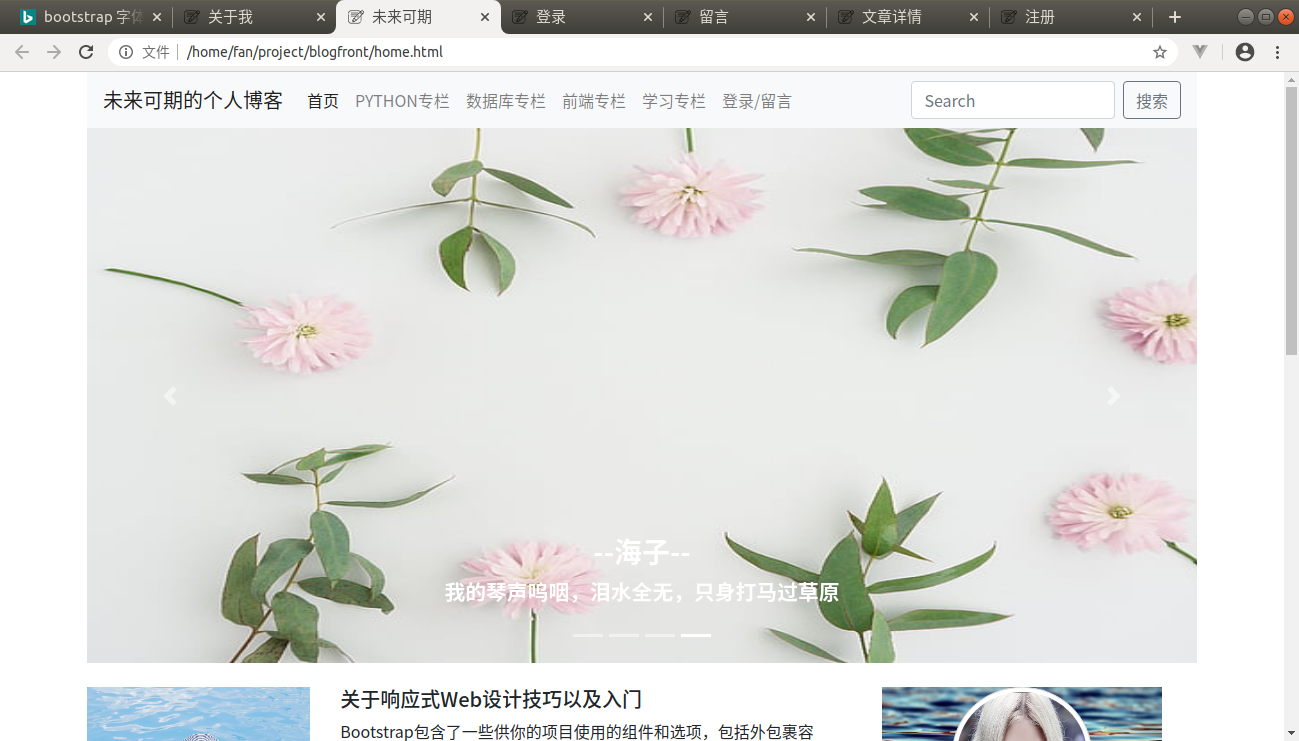 bootstrap 字体
关于我
未来可期
登录
留言
文章详情
注册
文件
/home/fan/project/blogfront/home.html
未来可期的个人博客
首页
PYTHON专栏
数据库专栏
前端专栏
学习专栏
登录/留言
Search
搜索
--海子--
我的琴声呜咽，泪水全无，只身打马过草原
关于响应式Web设计技巧以及入门
Bootstrap包含了一些供你的项目使用的组件和选项，包括外包裹容